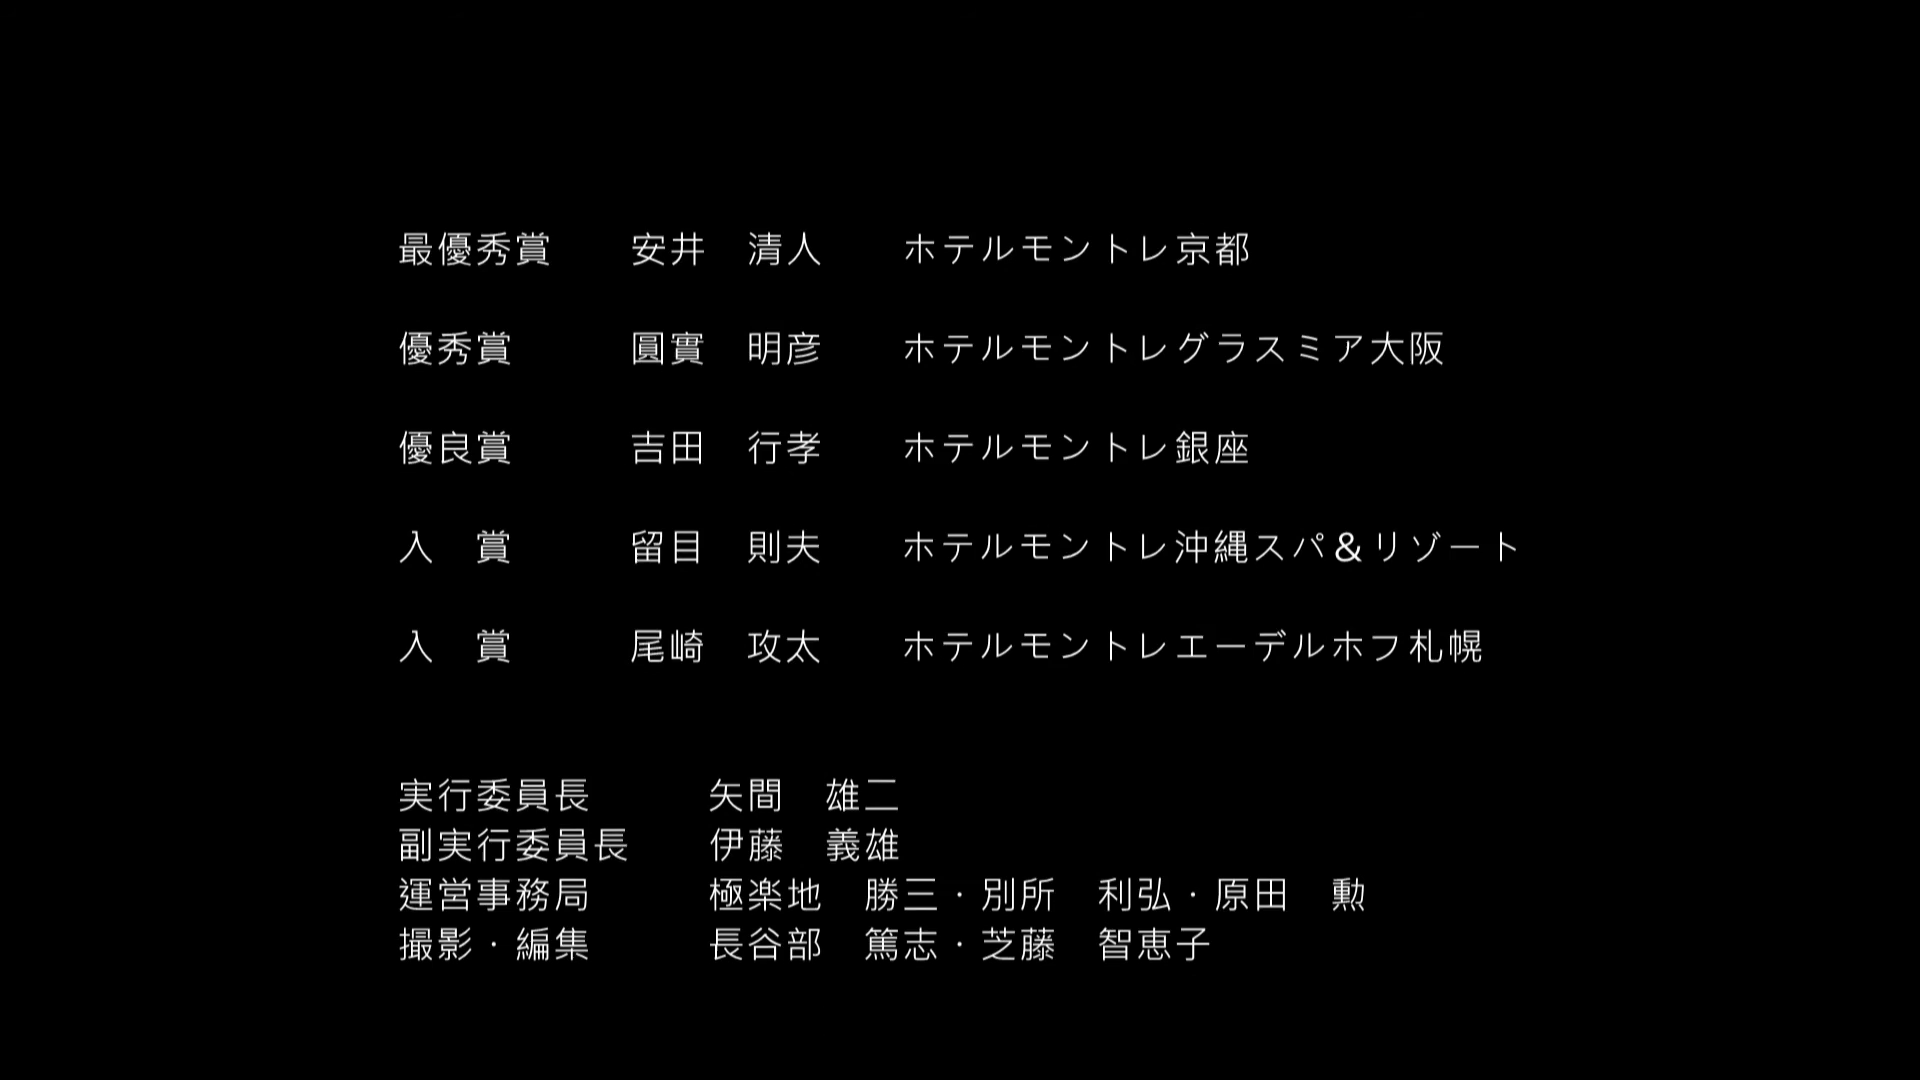 最優秀賞　　安井　清人　　ホテルモントレ京都
優秀賞　　　圓實　明彦　　ホテルモントレグラスミア大阪
優良賞　　　吉田　行孝　　ホテルモントレ銀座
入　賞　　　留目　則夫　　ホテルモントレ沖縄スパ＆リゾート
入　賞　　　尾崎　攻太　　ホテルモントレエーデルホフ札幌
実行委員長　　　矢間　雄二
副実行委員長　　伊藤　義雄
運営事務局　　　極楽地　勝三・別所　利弘・原田　勲
撮影・編集　　　長谷部　篤志・芝藤　智恵子